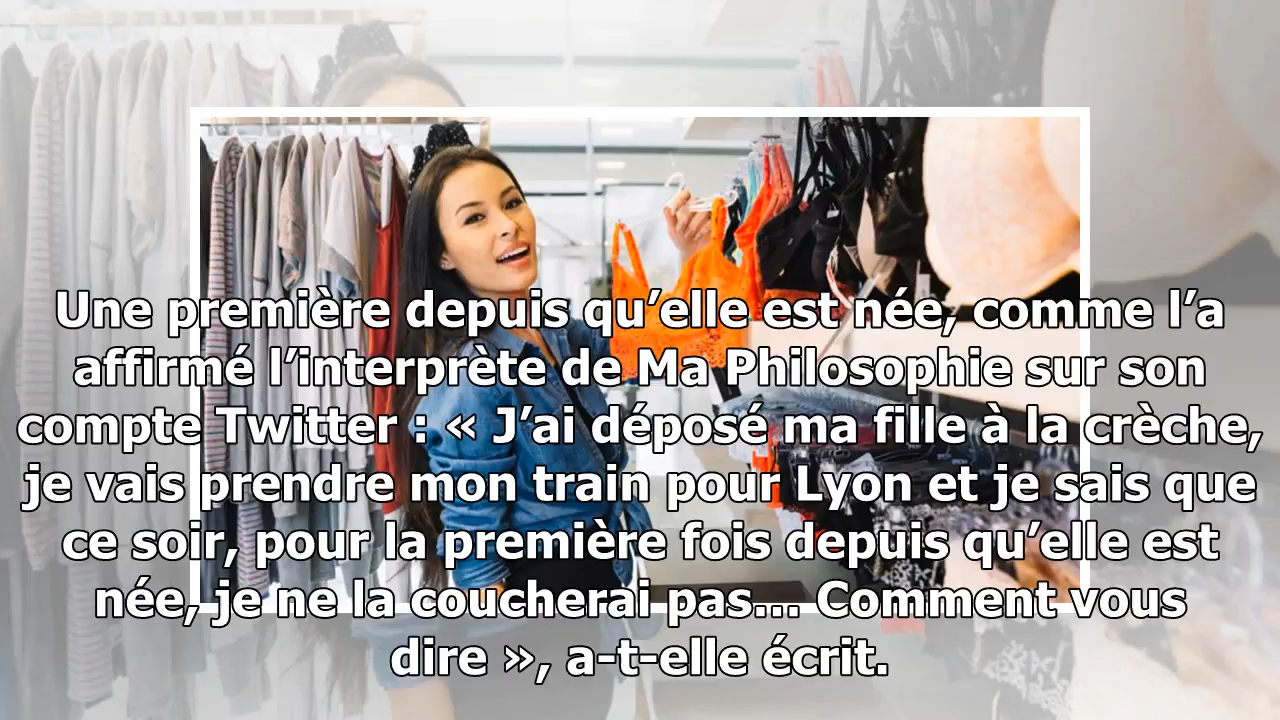 Une première depuis qu’elle est née, comme l’a
affirmé l’interprète de Ma Philosophie sur son
compte Twitter : « J’ai déposé ma fille à la crèche,
je vais prendre mon train pour Lyon et je sais que
ce soir, pour la première fois depuis qu’elle est
née, je ne la coucherai pas… Comment vous
dire », a-t-elle écrit.